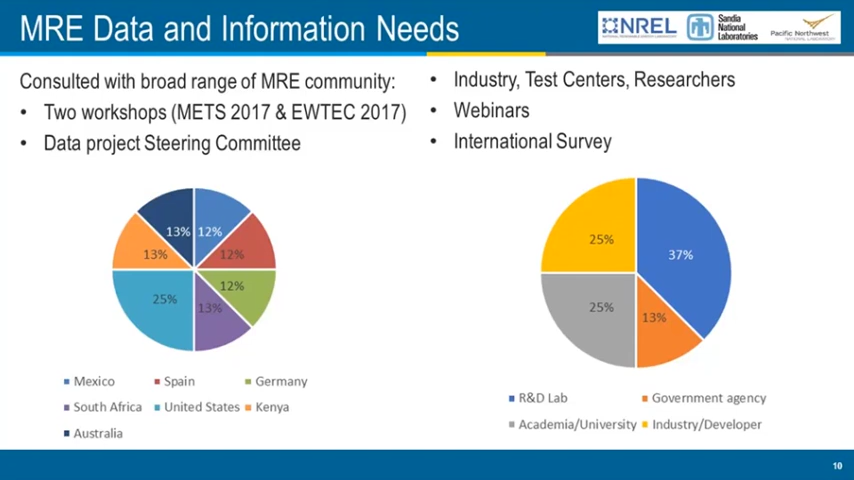 MRE Data and Information Needs
NREL
Sandia
National
Laboratories
Pacific Northwest
NATIONAL LABORATORY
Consulted with broad range of MRE community:
• Two workshops (METS 2017 & EWTEC 2017)
• Data project Steering Committee
• Industry, Test Centers, Researchers
• Webinars
• International Survey
13% 12%
13% 12%
12%
25%
13%
Mexico Spain Germany
South Africa United States Kenya
Australia
25% 37%
25% 13%
R&D Lab Government agency
Academia/University Industry/Developer
10